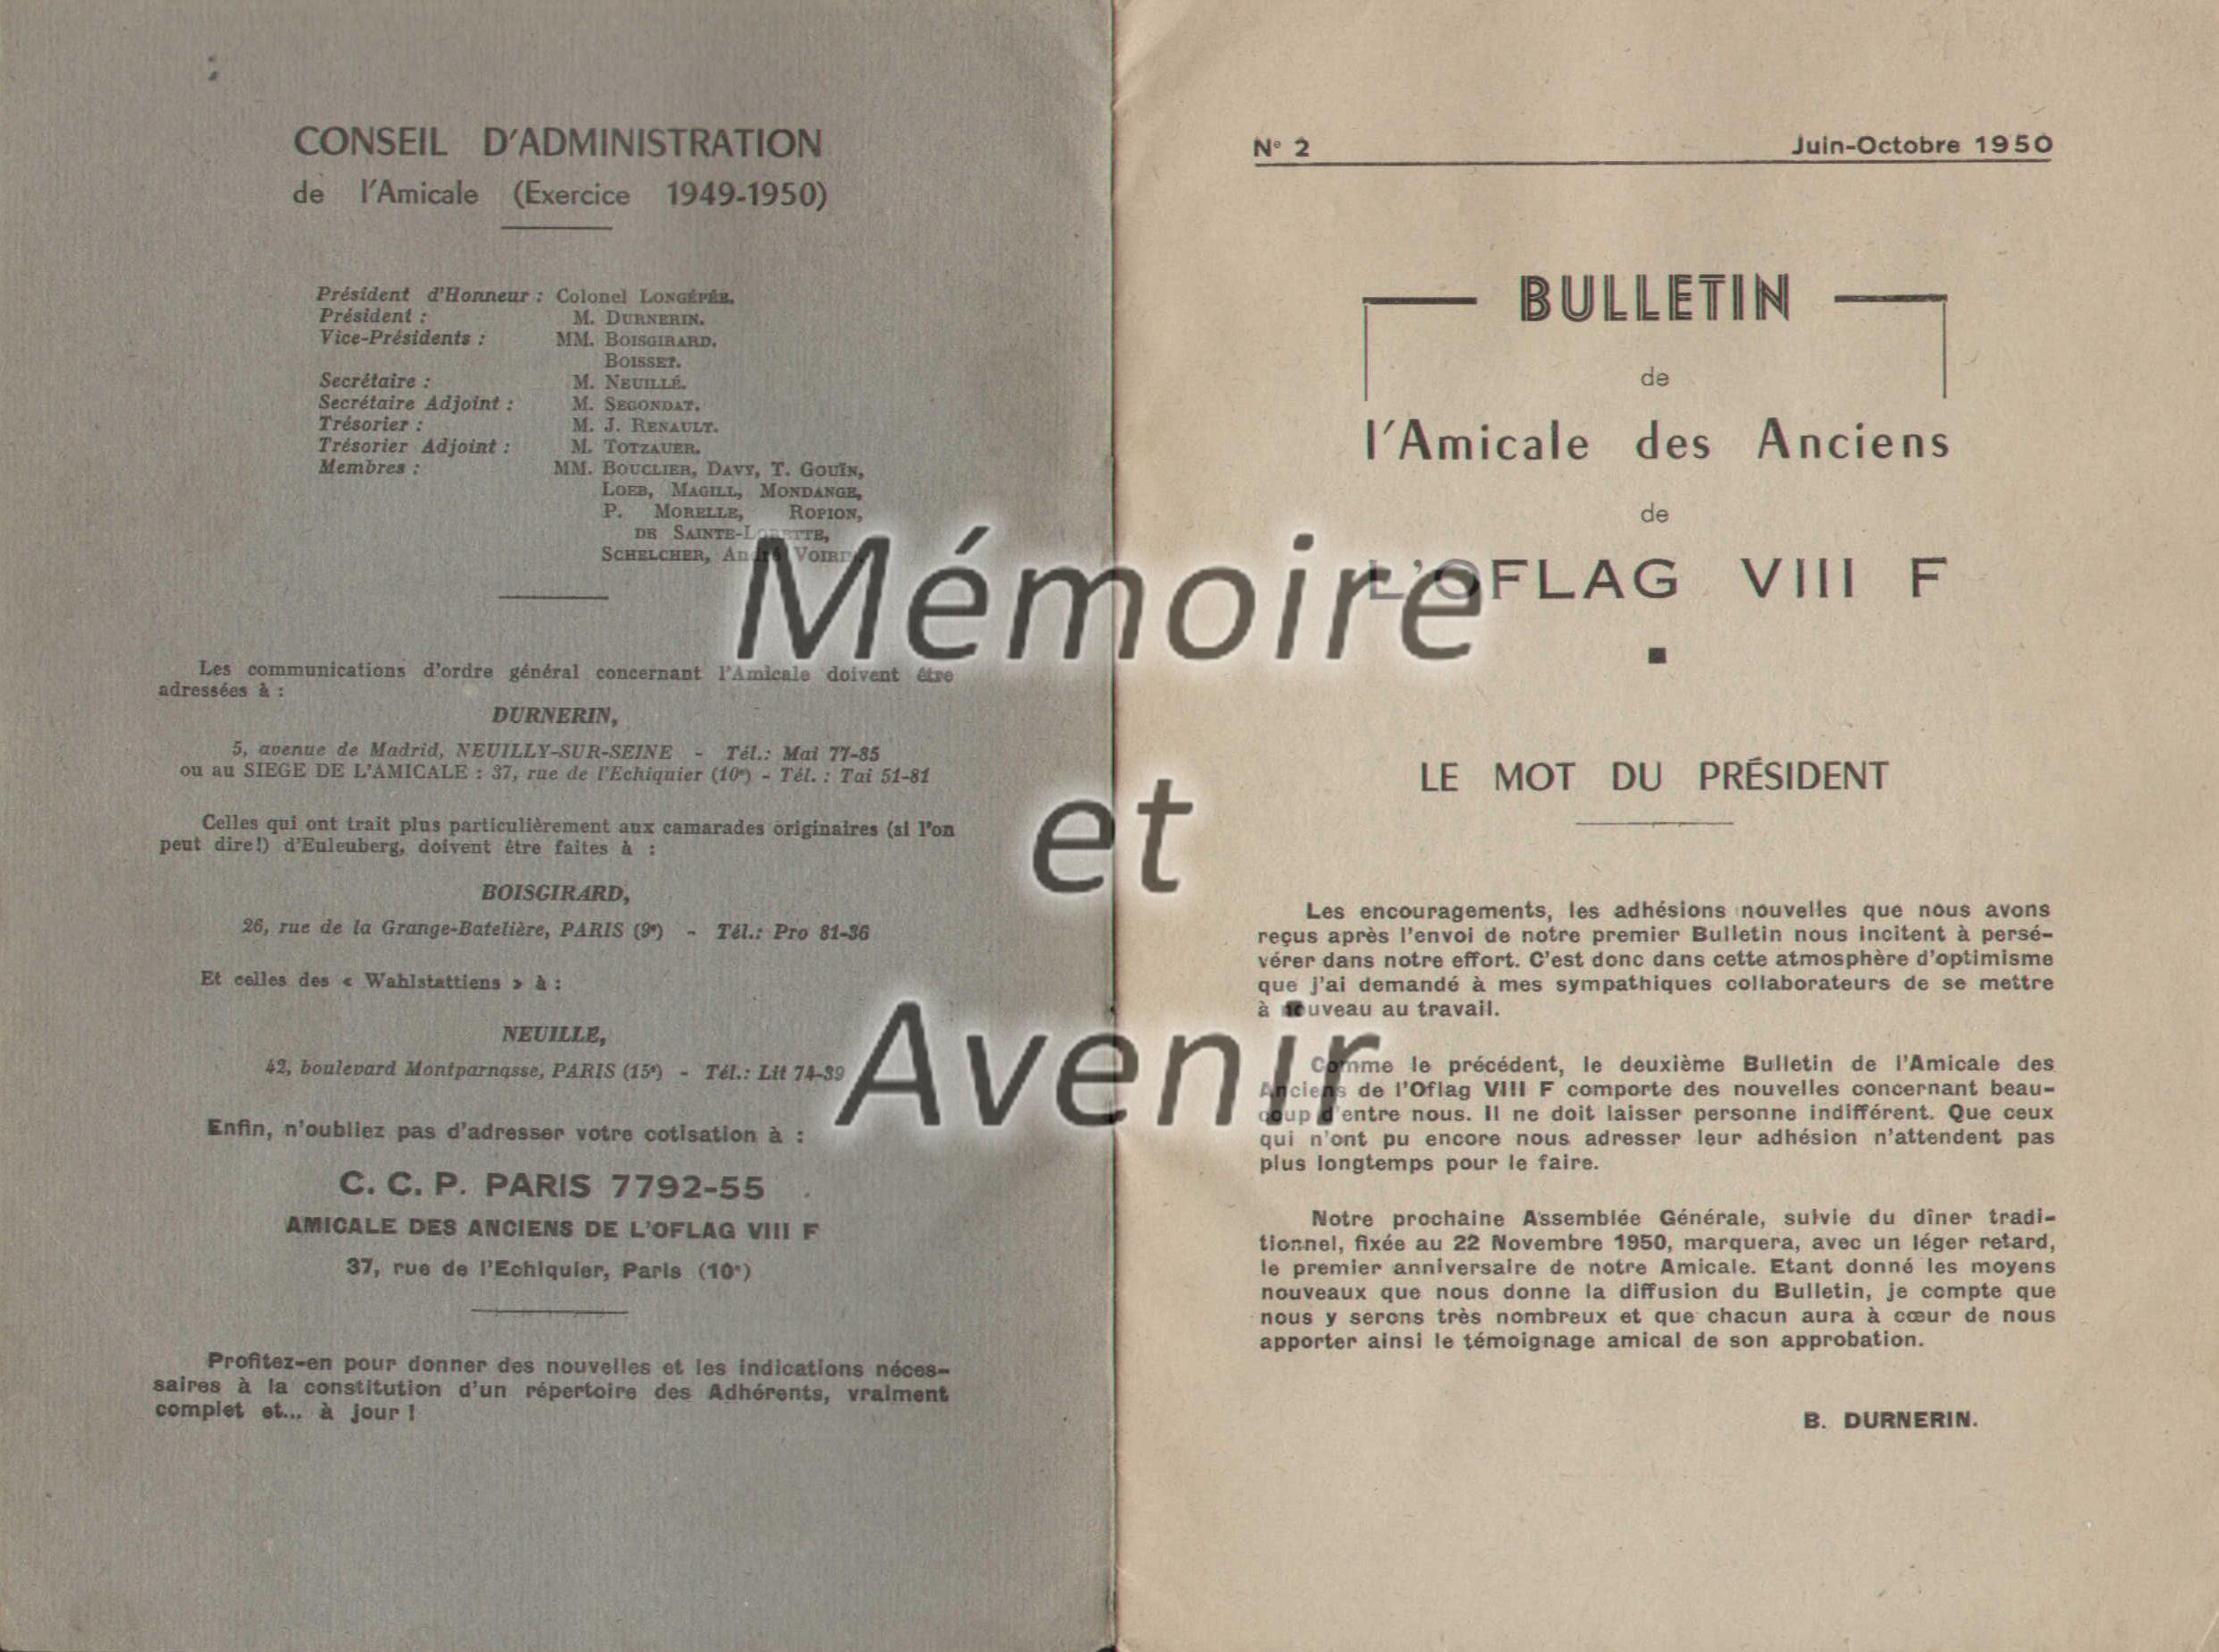 CONSEIL D'ADMINISTRATION
de l'Amicale (Exercice 1949-1950)
Président d'Honneur : Colonel LONGÉPÉE.
Président : M. DURNERIN.
Vice-Présidents : MM. BOISGIRARD.
BOISSET.
Secrétaire : M. NEUILLÉ.
Secrétaire Adjoint : M. SEGONDAT.
Trésorier : M. J. RENAULT.
Trésorier Adjoint : M. TOTZAUER.
Membres : MM. BOUCLIER, DAVY, T. GOUÏN,
LOEB, MAGILL, MONDANGE,
P. MORELLE, ROPION,
DE SAINTE-
SCHELCHER,
Les communications d'ordre général concernant l'Amicale doivent être
adressées à :
DURNERIN,
5, avenue de Madrid, NEUILLY-SUR-SEINE - Tél.: Mai 77-85
ou au SIEGE DE L'AMICALE : 37, rue de l'Echiquier (10e) - Tél. : Tai 51-81
Celles qui ont trait plus particulièrement aux camarades originaires (si l'on
peut dire!) d'Euleuberg, doivent être faites à :
BOISGIRARD,
26, rue de la Grange-Batelière, PARIS (9e) - Tél.: Pro 81-36
Et celles des « Wahlstattiens » à :
NEUILLE,
42, boulevard Montparnasse, PARIS (15e) - Tél.: Lit 74-39
Enfin, n'oubliez pas d'adresser votre cotisation à :
C. C. P. PARIS 7792-55
AMICALE DES ANCIENS DE L'OFLAG VIII F
37, rue de l'Echiquier, Paris (10e)
Profitez-en pour donner des nouvelles et les indications néces-
saires à la constitution d'un répertoire des Adhérents, vraiment
complet et... à jour !
Mémoire
et
Avenir
N° 2 Juin-Octobre 1950
BULLETIN
de
l'Amicale des Anciens
de
L'OFLAG VIII F
LE MOT DU PRÉSIDENT
Les encouragements, les adhésions nouvelles que nous avons
reçus après l'envoi de notre premier Bulletin nous incitent à persé-
vérer dans notre effort. C'est donc dans cette atmosphère d'optimisme
que j'ai demandé à mes sympathiques collaborateurs de se mettre
à nouveau au travail.
Comme le précédent, le deuxième Bulletin de l'Amicale des
Anciens de l'Oflag VIII F comporte des nouvelles concernant beau-
coup d'entre nous. Il ne doit laisser personne indifférent. Que ceux
qui n'ont pu encore nous adresser leur adhésion n'attendent pas
plus longtemps pour le faire.
Notre prochaine Assemblée Générale, suivie du dîner tradi-
tionnel, fixée au 22 Novembre 1950, marquera, avec un léger retard,
le premier anniversaire de notre Amicale. Etant donné les moyens
nouveaux que nous donne la diffusion du Bulletin, je compte que
nous y serons très nombreux et que chacun aura à cœur de nous
apporter ainsi le témoignage amical de son approbation.
B. DURNERIN.